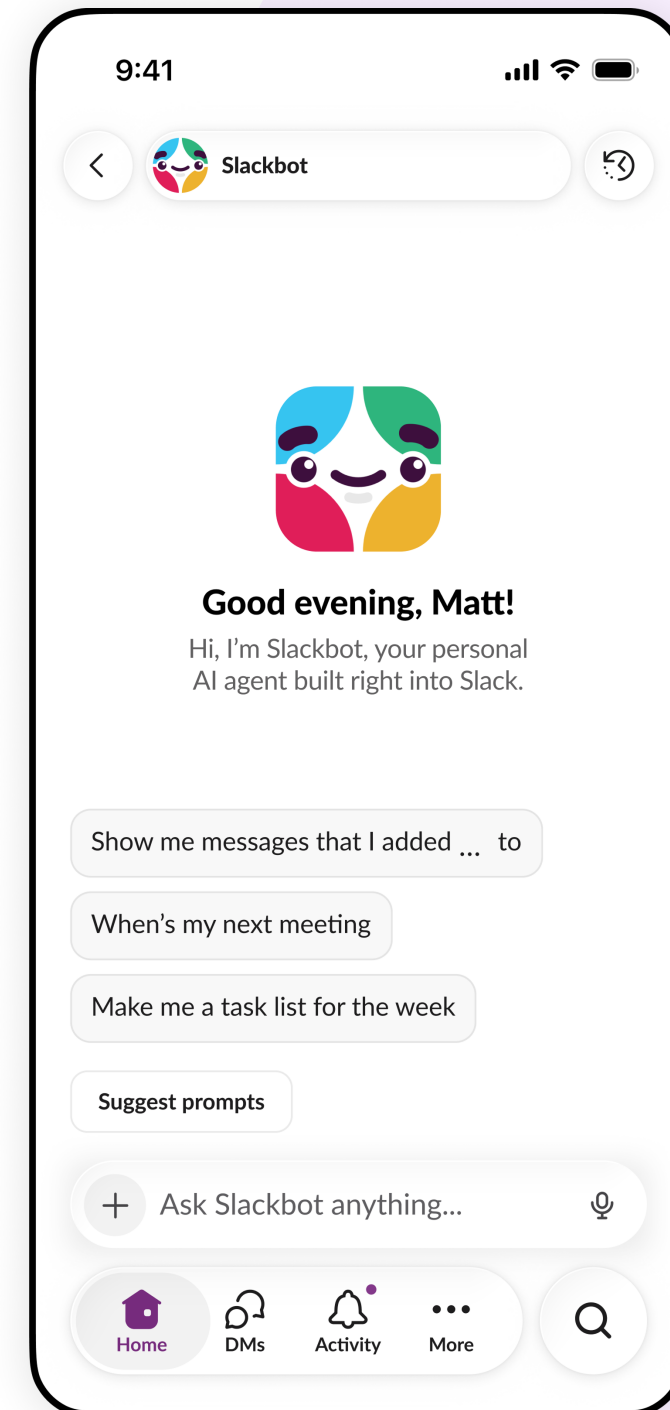 9:41
Slackbot
Good evening, Matt!
Hi, I’m Slackbot, your personal
AI agent built right into Slack.
Show me messages that I added ... to
When’s my next meeting
Make me a task list for the week
Suggest prompts
Ask Slackbot anything...
Home
DMs
Activity
More